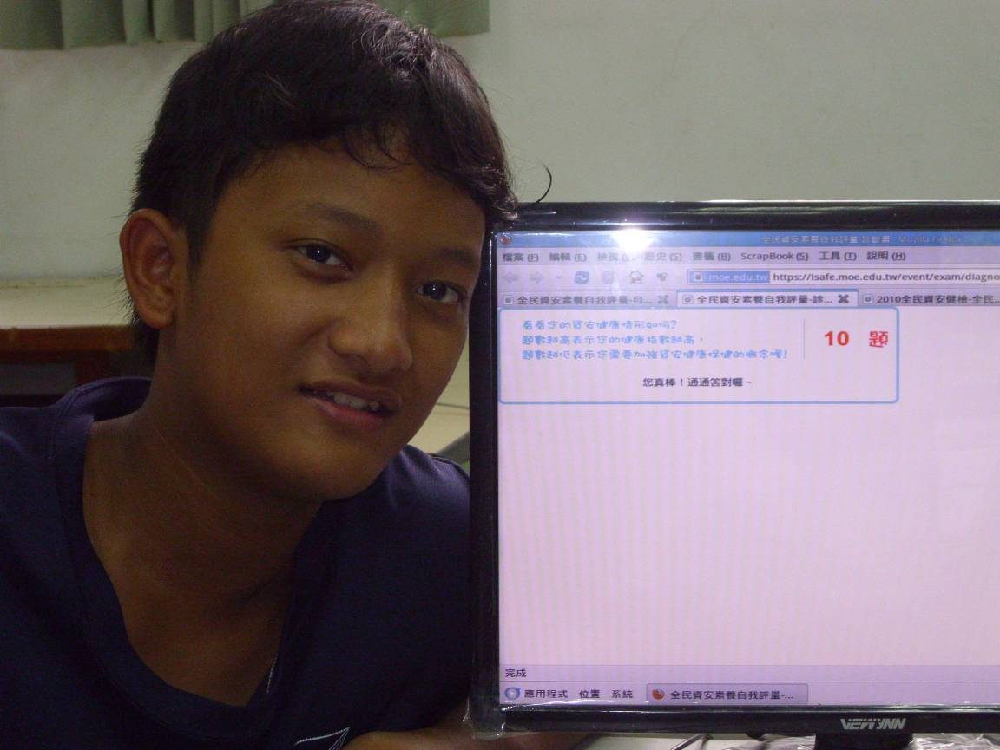 全民資安素養自我評量-診斷書 - Mozilla Firefox
檔案 (F) 編輯 (E) 檢視 (V) 歷史 (S) 書籤 (B) ScrapBook (S) 工具 (T) 說明 (H)
moe.edu.tw https://isafe.moe.edu.tw/event/exam/diagno
全民資安素養自我評量-自... 全民資安素養自我評量-診... 2010全民資安健檢-全民...
看看您的資安健康情形如何?
題數越高表示您的健康指數越高，
題數越低表示您需要加強資安健康保健的概念喔!
10 題
您真棒！通通答對囉～
完成
應用程式 位置 系統 全民資安素養自我評量-...
VIEWYNN